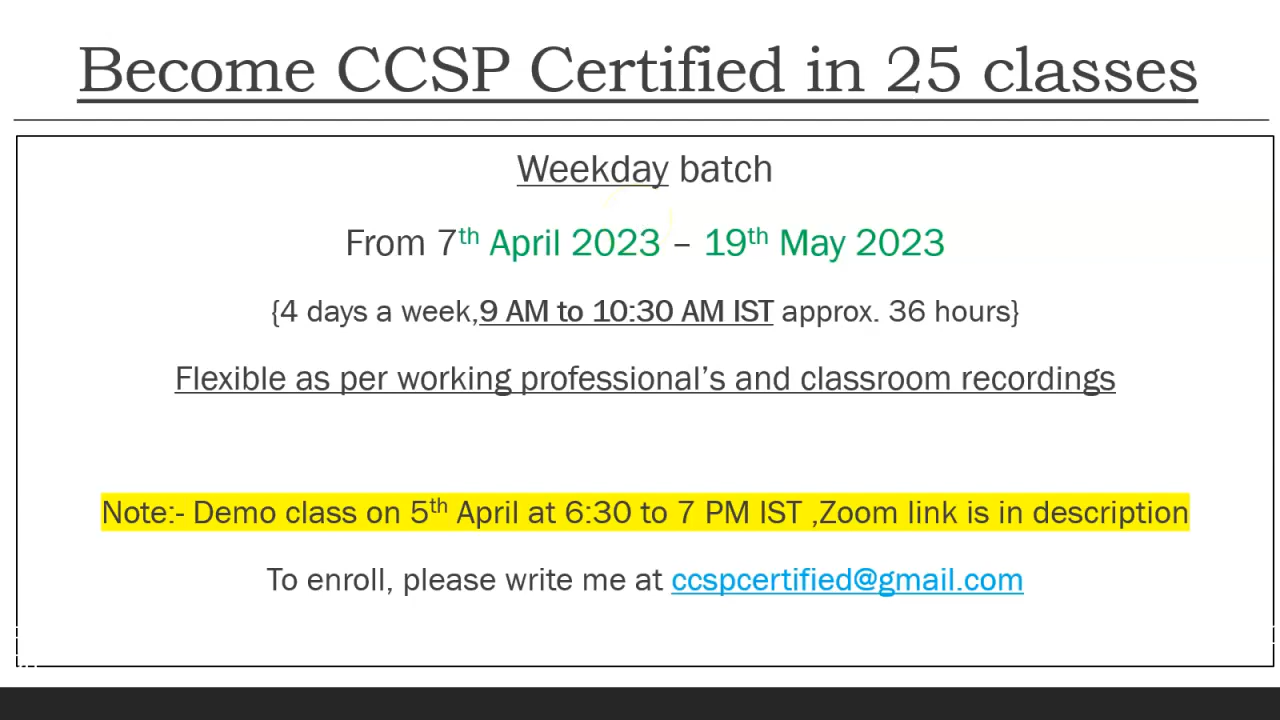 Become CCSP Certified in 25 classes
Weekday batch
From 7th April 2023 – 19th May 2023
{4 days a week,9 AM to 10:30 AM IST approx. 36 hours}
Flexible as per working professional’s and classroom recordings
Note:- Demo class on 5th April at 6:30 to 7 PM IST ,Zoom link is in description
To enroll, please write me at ccspcertified@gmail.com